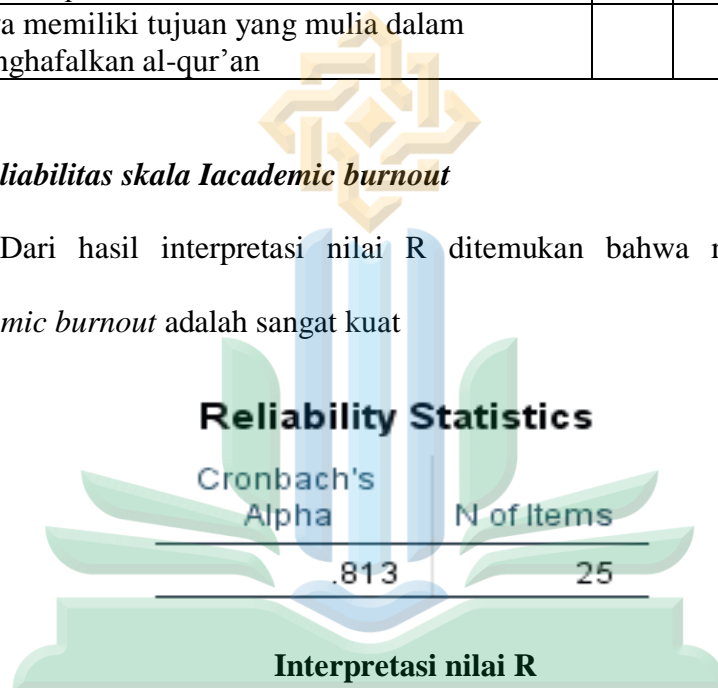 a memiliki tujuan yang mulia dalam
nghafalkan al-qur’an
liabilitas skala Iacademic burnout
Dari hasil interpretasi nilai R ditemukan bahwa
mic burnout adalah sangat kuat
Reliability Statistics
Cronbach's
Alpha N of Items
.813 25
Interpretasi nilai R